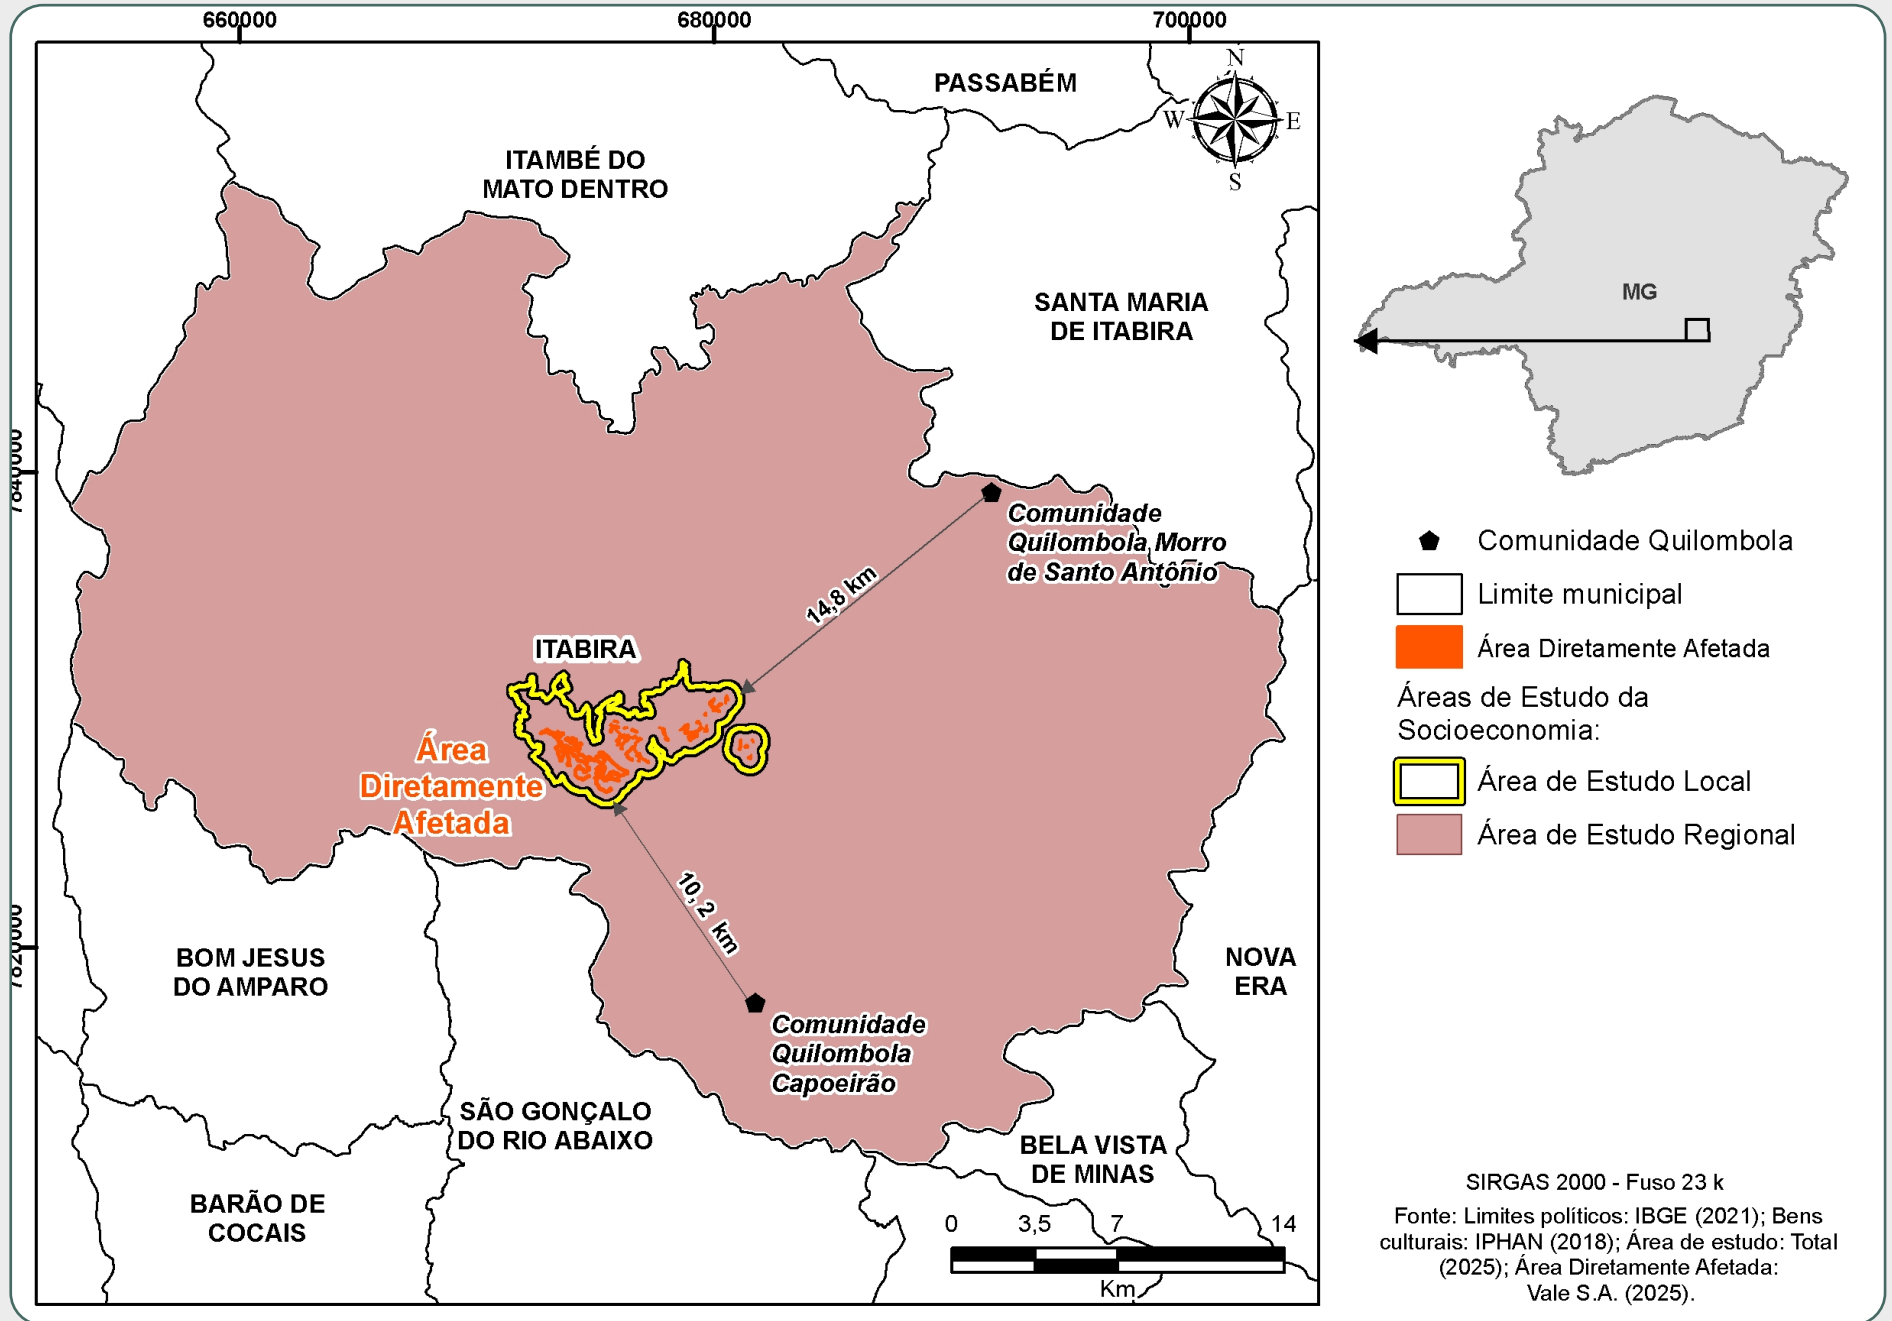 660000
680000
700000
PASSABÉM
N
W
E
S
ITAMBÉ DO
MATO DENTRO
SANTA MARIA
DE ITABIRA
MG
Comunidade
Quilombola Morro
de Santo Antônio
14,8 km
ITABIRA
Área
Diretamente
Afetada
10, 2 km
BOM JESUS
DO AMPARO
NOVA
ERA
Comunidade
Quilombola
Capoeirão
SÃO GONÇALO
DO RIO ABAIXO
BELA VISTA
DE MINAS
BARÃO DE
COCAIS
0 3,5 7 14
Km
Comunidade Quilombola
Limite municipal
Área Diretamente Afetada
Áreas de Estudo da
Socioeconomia:
Área de Estudo Local
Área de Estudo Regional
SIRGAS 2000 - Fuso 23 k
Fonte: Limites políticos: IBGE (2021); Bens
culturais: IPHAN (2018); Área de estudo: Total
(2025); Área Diretamente Afetada:
Vale S.A. (2025).